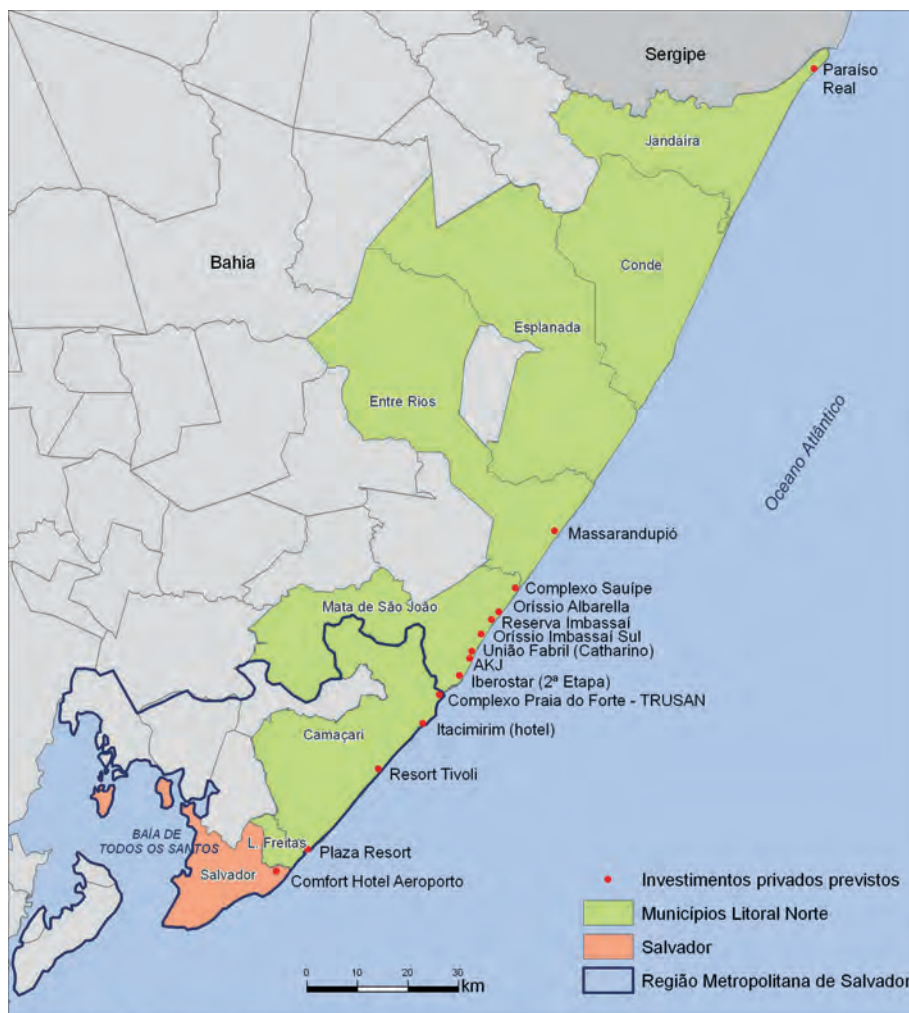 Sergipe
Paraíso
Real
Jandaíra
Bahia
Conde
Esplanada
Entre Rios
Oceano Atlântico
Massarandupió
Complexo Sauípe
Mata de São João
Oríssio Albarella
Reserva Imbassaí
Oríssio Imbassaí Sul
União Fabril (Catharino)
AKJ
Iberostar (2ª Etapa)
Complexo Praia do Forte - TRUSAN
Itacimirim (hotel)
Camaçari
Resort Tivoli
BAÍA DE
TODOS OS SANTOS
L. Freitas
Plaza Resort
Salvador
Comfort Hotel Aeroporto
Investimentos privados previstos
Municípios Litoral Norte
Salvador
Região Metropolitana de Salvador
0 10 20 30
km